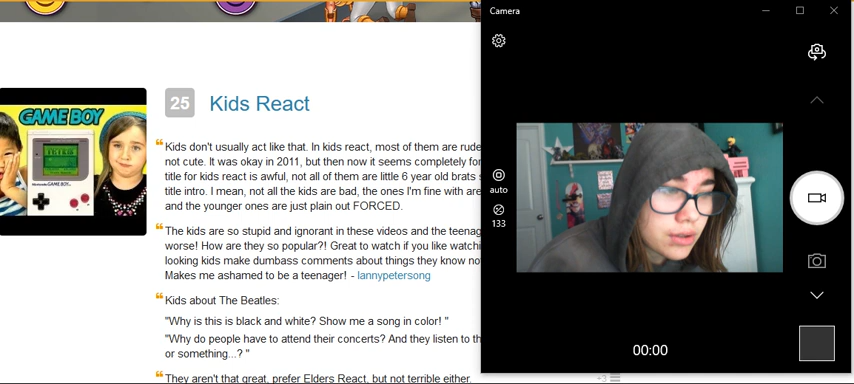 Camera
GAME BOY
25 Kids React
Kids don't usually act like that. In kids react, most of them are rude
not cute. It was okay in 2011, but then now it seems completely for
title for kids react is awful, not all of them are little 6 year old brats s
title intro. I mean, not all the kids are bad, the ones I'm fine with are
and the younger ones are just plain out FORCED.
The kids are so stupid and ignorant in these videos and the teenag
worse! How are they so popular?! Great to watch if you like watchi
looking kids make dumbass comments about things they know no
Makes me ashamed to be a teenager! - lannypetersong
Kids about The Beatles:
"Why is this is black and white? Show me a song in color! "
"Why do people have to attend their concerts? And they listen to th
or something...? "
They aren't that great, prefer Elders React, but not terrible either.
+3
auto
133
00:00